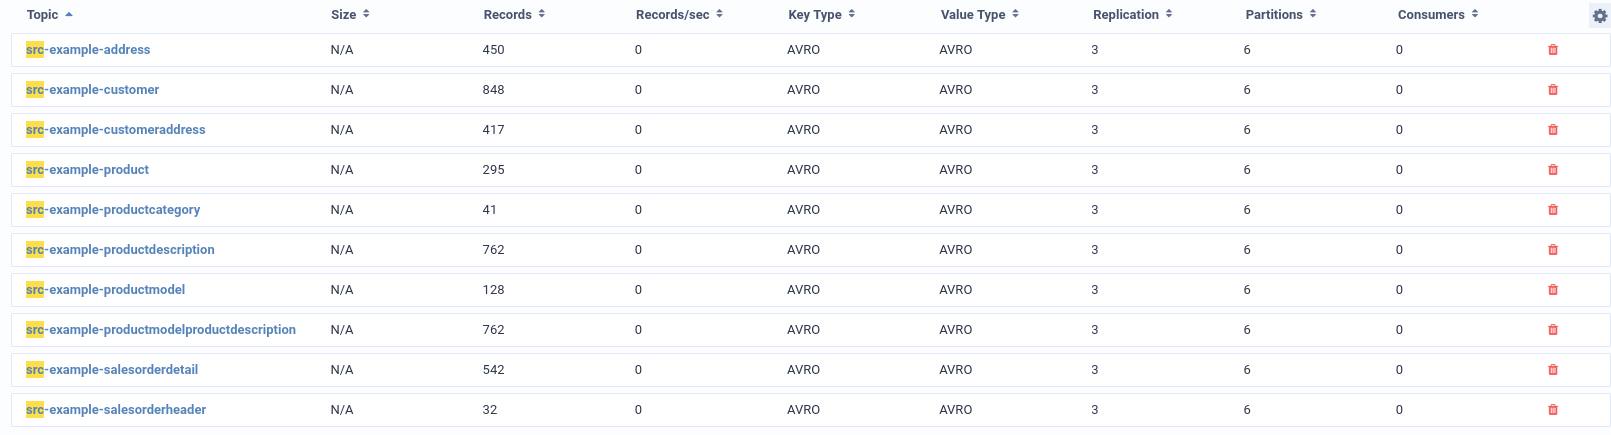 Topic Size Records Records/sec Key Type Value Type Replication Partitions Consumers
src-example-address N/A 450 0 AVRO AVRO 3 6 0
src-example-customer N/A 848 0 AVRO AVRO 3 6 0
src-example-customeraddress N/A 417 0 AVRO AVRO 3 6 0
src-example-product N/A 295 0 AVRO AVRO 3 6 0
src-example-productcategory N/A 41 0 AVRO AVRO 3 6 0
src-example-productdescription N/A 762 0 AVRO AVRO 3 6 0
src-example-productmodel N/A 128 0 AVRO AVRO 3 6 0
src-example-productmodelproductdescription N/A 762 0 AVRO AVRO 3 6 0
src-example-salesorderdetail N/A 542 0 AVRO AVRO 3 6 0
src-example-salesorderheader N/A 32 0 AVRO AVRO 3 6 0